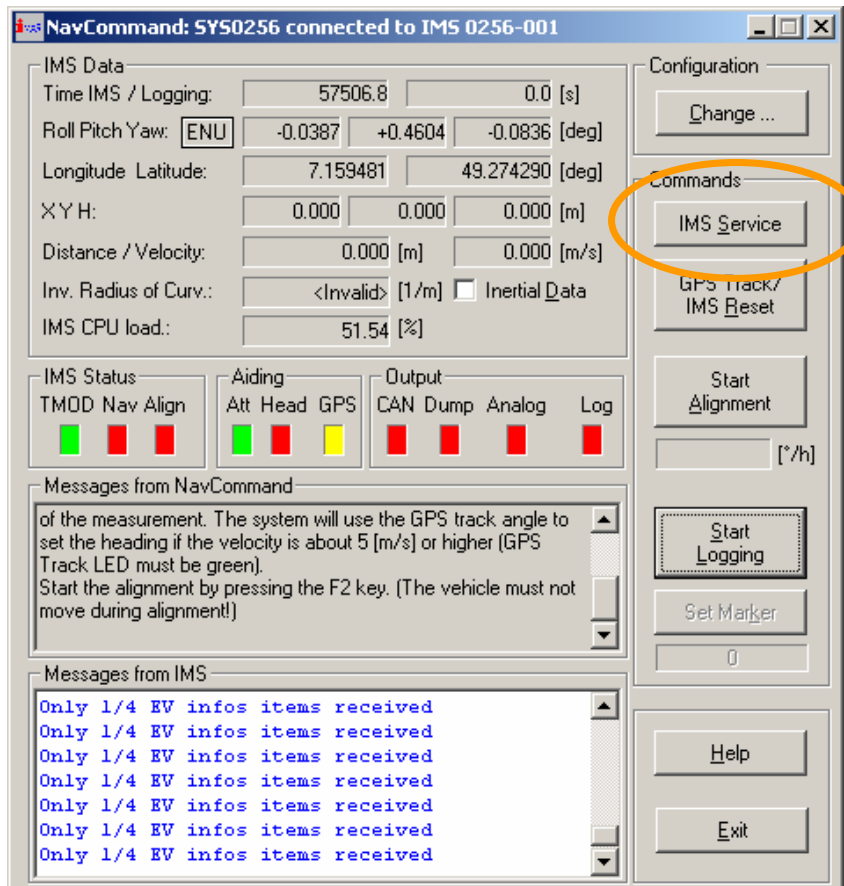 NavCommand: SYS0256 connected to IMS 0256-001
IMS Data
Time IMS / Logging: 57506.8 0.0 [s]
Roll Pitch Yaw: ENU -0.0387 +0.4604 -0.0836 [deg]
Longitude Latitude: 7.159481 49.274290 [deg]
X Y H: 0.000 0.000 0.000 [m]
Distance / Velocity: 0.000 [m] 0.000 [m/s]
Inv. Radius of Curv.: <Invalid> [1/m] Inertial Data
IMS CPU load.: 51.54 [%]
IMS Status
TMOD Nav Align
Aiding
Att Head GPS
Output
CAN Dump Analog Log
Messages from NavCommand
of the measurement. The system will use the GPS track angle to
set the heading if the velocity is about 5 [m/s] or higher (GPS
Track LED must be green).
Start the alignment by pressing the F2 key. (The vehicle must not
move during alignment!)
Messages from IMS
Only 1/4 EV infos items received
Only 1/4 EV infos items received
Only 1/4 EV infos items received
Only 1/4 EV infos items received
Only 1/4 EV infos items received
Only 1/4 EV infos items received
Only 1/4 EV infos items received
Configuration
Change ...
Commands
IMS Service
GPS Track/
IMS Reset
Start
Alignment
[°/h]
Start
Logging
Set Marker
0
Help
Exit